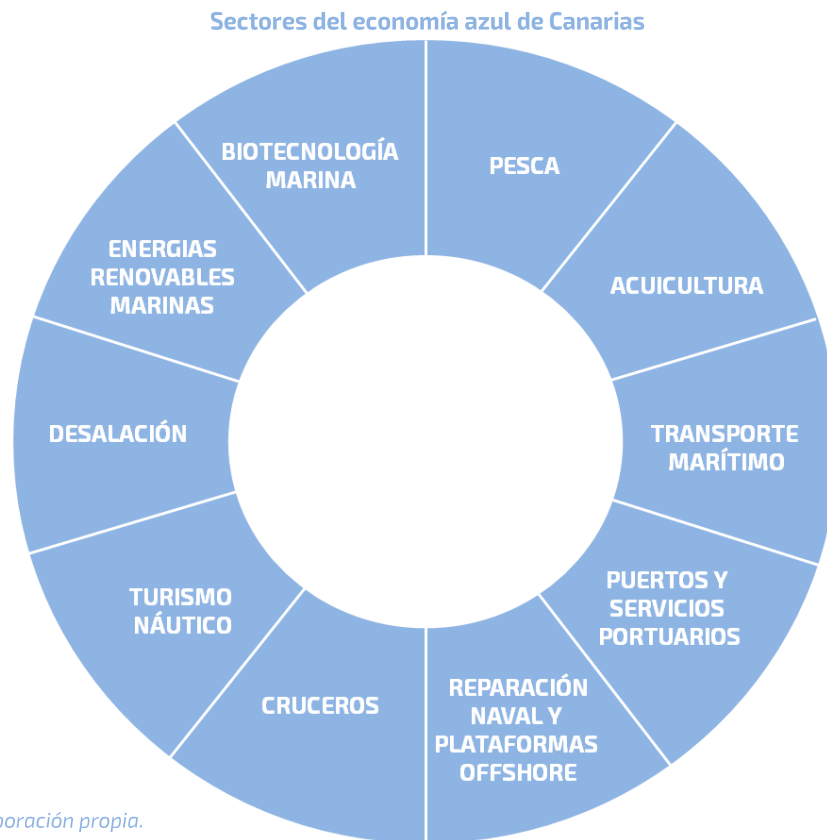 Sectores del economía azul de Canarias
BIOTECNOLOGÍA
MARINA
PESCA
ENERGIAS
RENOVABLES
MARINAS
ACUICULTURA
DESALACIÓN
TRANSPORTE
MARÍTIMO
TURISMO
NÁUTICO
PUERTOS Y
SERVICIOS
PORTUARIOS
CRUCEROS
REPARACIÓN
NAVAL Y
PLATAFORMAS
OFFSHORE
propia.